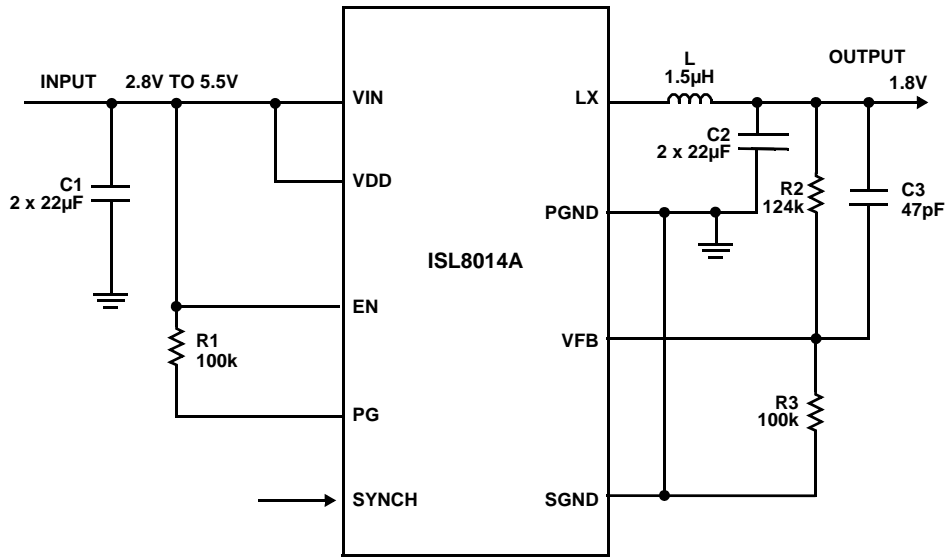 INPUT 2.8V TO 5.5V
C1
2 x 22µF
R1
100k
VIN
VDD
EN
PG
SYNCH
ISL8014A
LX
PGND
VFB
SGND
L
1.5µH
OUTPUT
1.8V
C2
2 x 22µF
R2
124k
C3
47pF
R3
100k